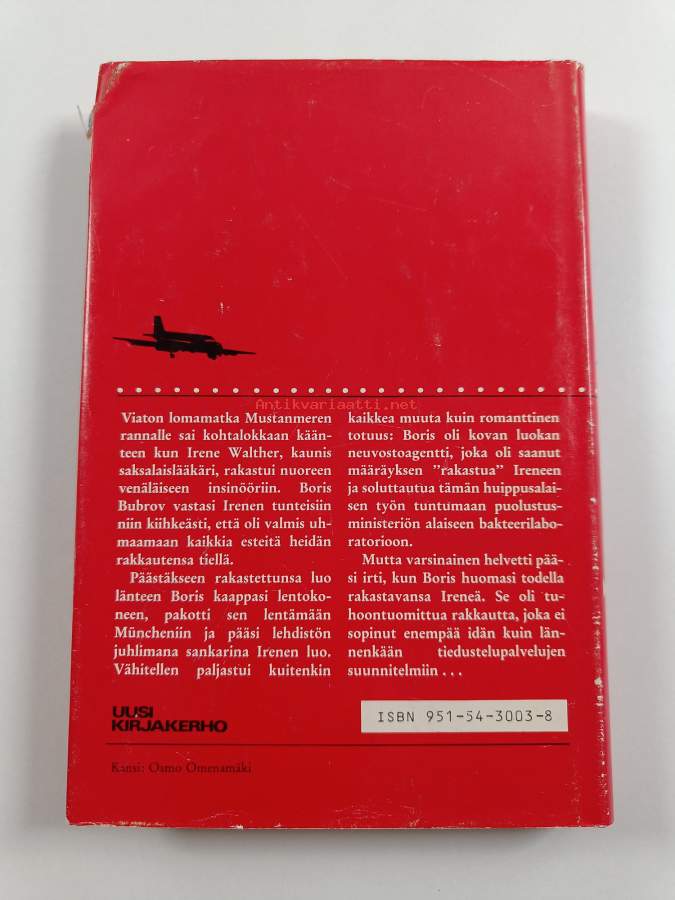 Antikvariaatti.net
Viaton lomamatka Mustanmeren
rannalle sai kohtalokkaan kään-
teen kun Irene Walther, kaunis
saksalaislääkäri, rakastui nuoreen
venäläiseen insinööriin. Boris
Bubrov vastasi Irenen tunteisiin
niin kiihkeästi, että oli valmis uh-
maamaan kaikkia esteitä heidän
rakkautensa tiellä.
Päästäkseen rakastettunsa luo
länteen Boris kaappasi lentoko-
neen, pakotti sen lentämään
Müncheniin ja pääsi lehdistön
juhlimana sankarina Irenen luo.
Vähitellen paljastui kuitenkin
kaikkea muuta kuin romanttinen
totuus: Boris oli kovan luokan
neuvostoagentti, joka oli saanut
määräyksen ”rakastua” Ireneen
ja soluttautua tämän huippusalai-
sen työn tuntumaan puolustus-
ministeriön alaiseen bakteerilabo-
ratorioon.
Mutta varsinainen helvetti pää-
si irti, kun Boris huomasi todella
rakastavansa Ireneä. Se oli tu-
hoontuomittua rakkautta, joka ei
sopinut enempää idän kuin län-
nenkään tiedustelupalvelujen
suunnitelmiin . . .
UUSI
KIRJAKERHO
ISBN 951-54-3003-8
Kansi: Osmo Omenamäki